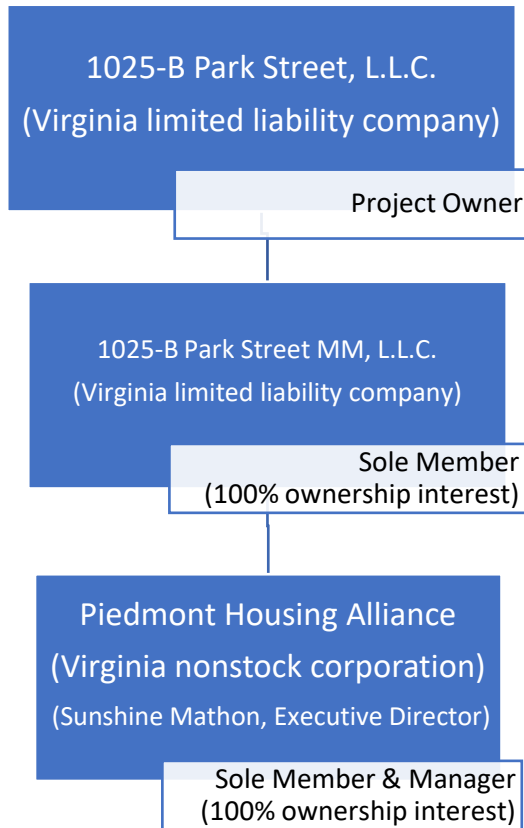 1025-B Park Street, L.L.C.
(Virginia limited liability company)
Project Owner
1025-B Park Street MM, L.L.C.
(Virginia limited liability company)
Sole Member
(100% ownership interest)
Piedmont Housing Alliance
(Virginia nonstock corporation)
(Sunshine Mathon, Executive Director)
Sole Member & Manager
(100% ownership interest)